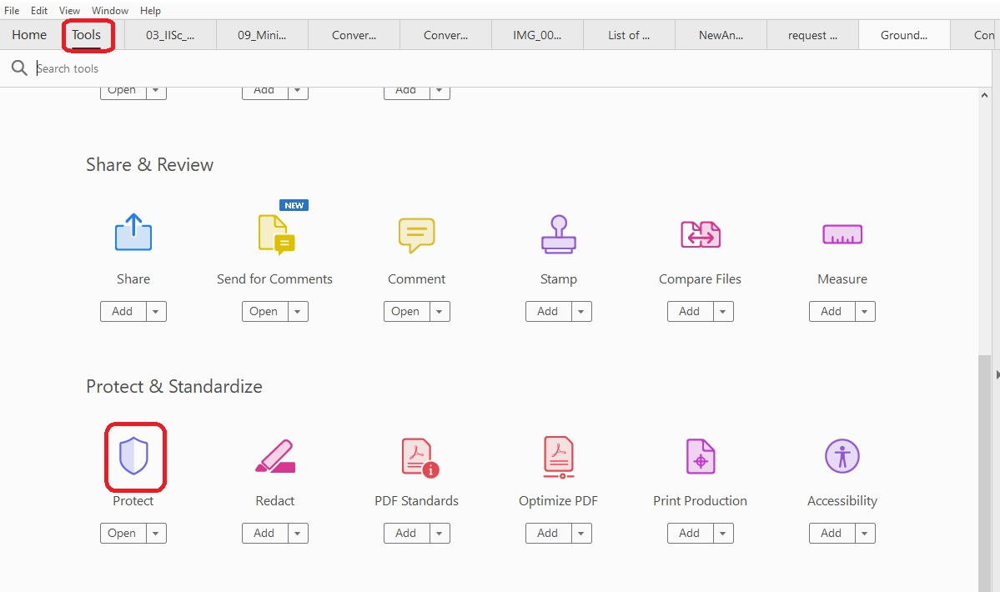 File Edit View Window Help
Home Tools 03_IISc_... 09_Mini... Conver... Conver... IMG_00... List of ... NewAn... request ... Ground... Con
Search tools
Open Add Add
Share & Review
NEW
Share Send for Comments Comment Stamp Compare Files Measure
Add Open Open Add Add Add
Protect & Standardize
Protect Redact PDF Standards Optimize PDF Print Production Accessibility
Open Add Add Add Add Add